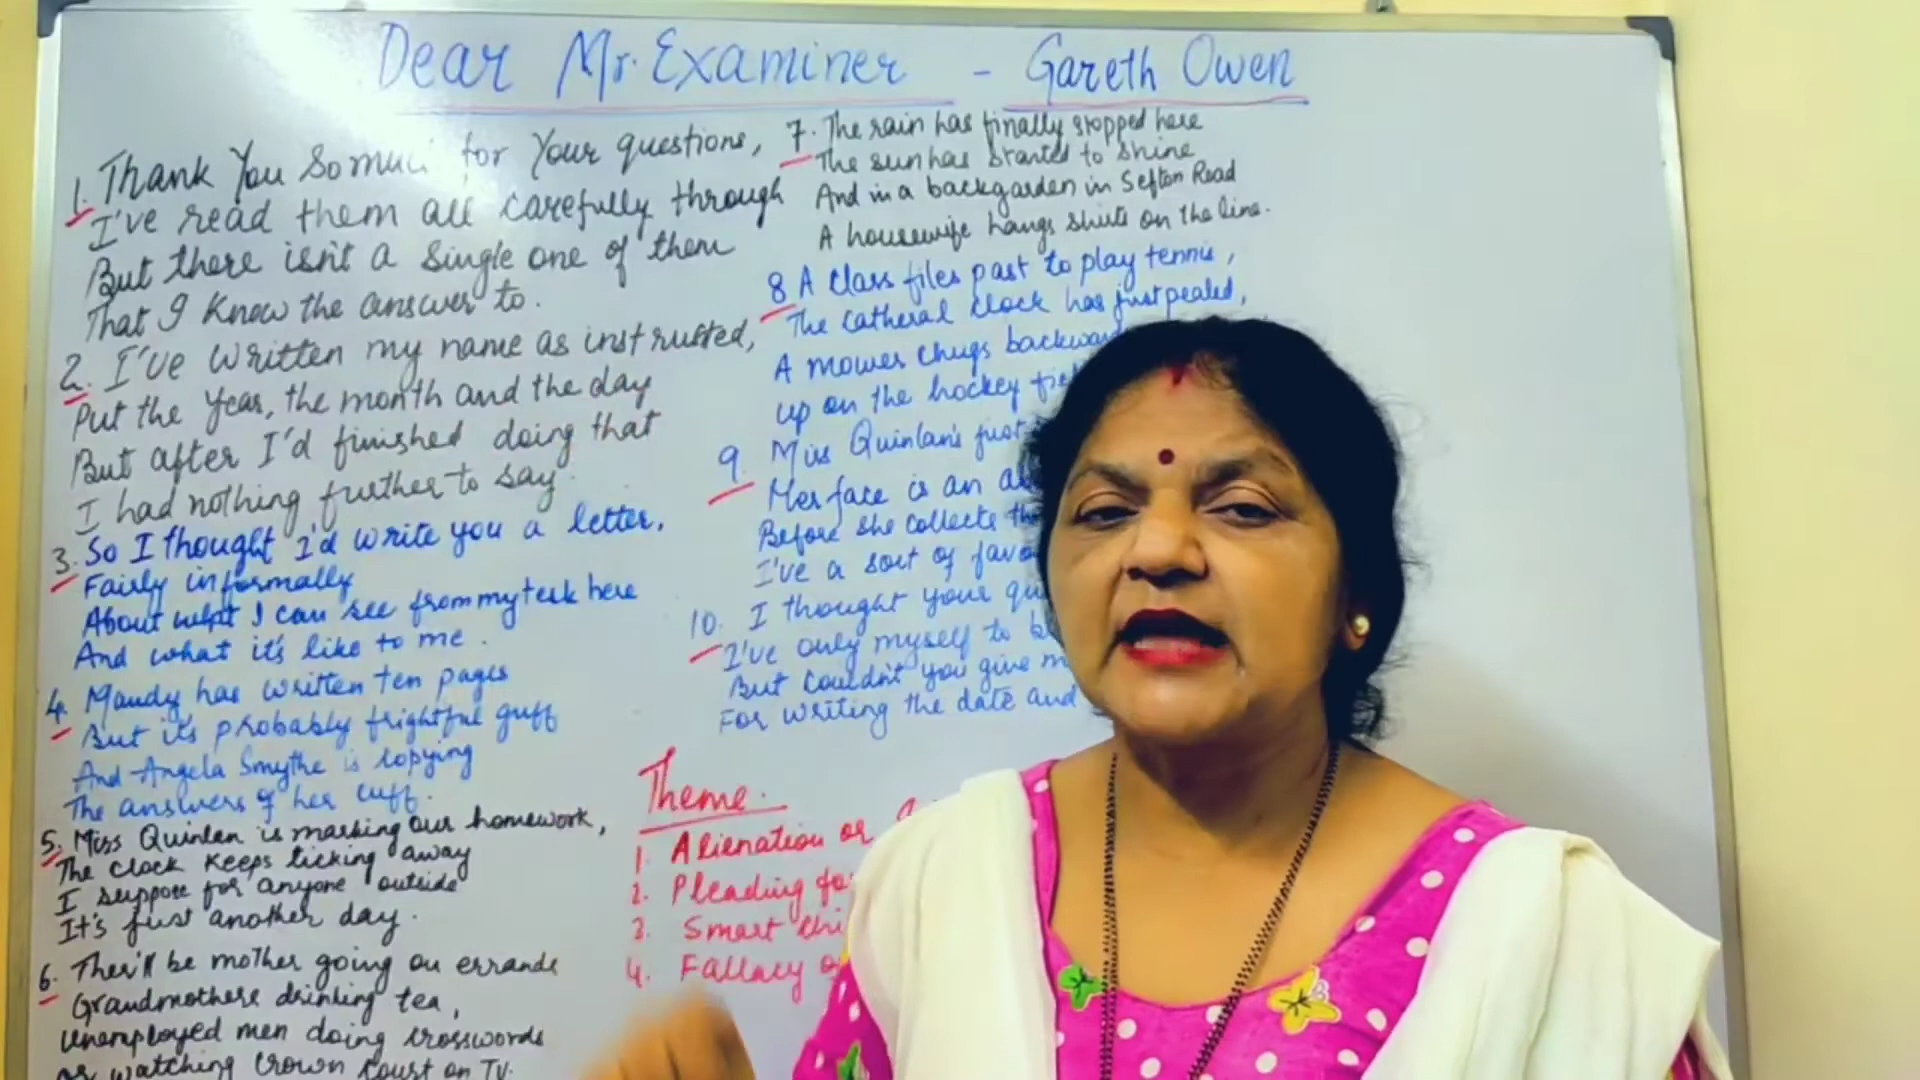 Dear Mr. Examiner - Gareth Owen
1. Thank You So much for Your questions,
I've read them all carefully through
But there isn't a single one of them
That I know the answer to.
2. I've written my name as instructed,
Put the Year, the month and the day
But after I'd finished doing that
I had nothing further to say.
3. So I thought I'd write you a letter,
Fairly informally
About what I can see from my tesk here
And what it's like to me.
4. Mandy has written ten pages
But it's probably frightful guff
And Angela Smythe is copying
The answers of her cuff.
5. Miss Quinlan is marking our homework,
The clock keeps ticking away
I suppose for anyone outside
It's just another day.
6. Ther'll be mother going on errands
Grandmothers drinking tea,
Unemployed men doing crosswords
or watching Crown Court on TV.
7. The rain has finally stopped here
The sun has started to shine
And in a backgarden in Sefton Road
A housewife hangs shirts on the line.
8 A class files past to play tennis,
The catheral clock has just pealed,
A mower chugs backward
up on the hockey
9. Miss Quinlan's just
Her face is an
Before she collects
I've a sort of
10. I thought your
I've only myself to
But couldn't you give
For writing the date and
Theme.
1. Alienation or
2. Pleading
3. Smart
4. Fallacy